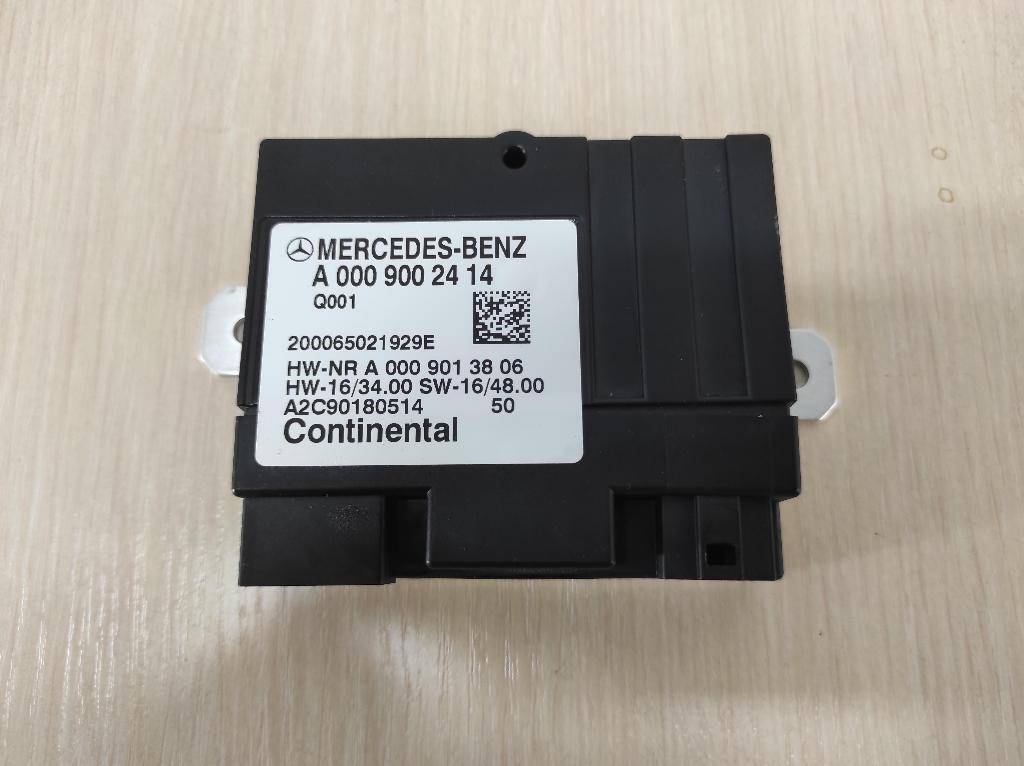 MERCEDES-BENZ
A 000 900 24 14
Q001
200065021929E
HW-NR A 000 901 38 06
HW-16/34.00 SW-16/48.00
A2C90180514 50
Continental